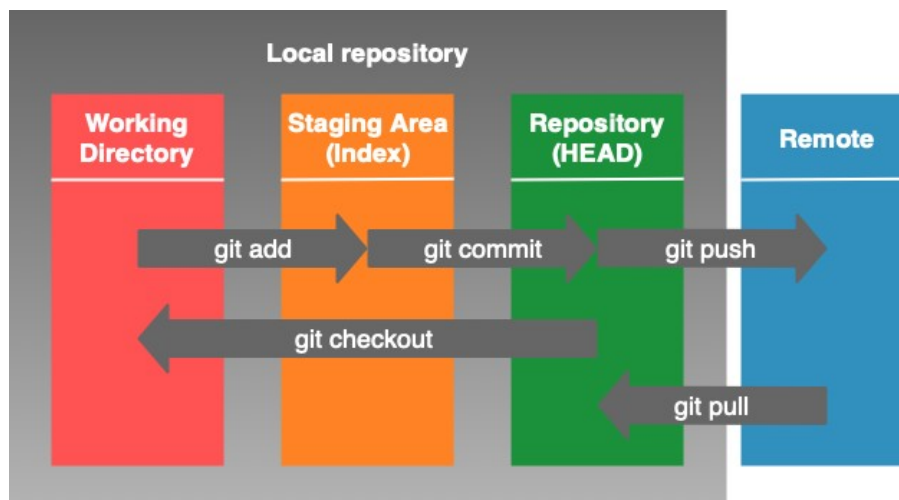 Local repository
Working
Directory
Staging Area
(Index)
Repository
(HEAD)
Remote
git add
git commit
git push
git checkout
git pull